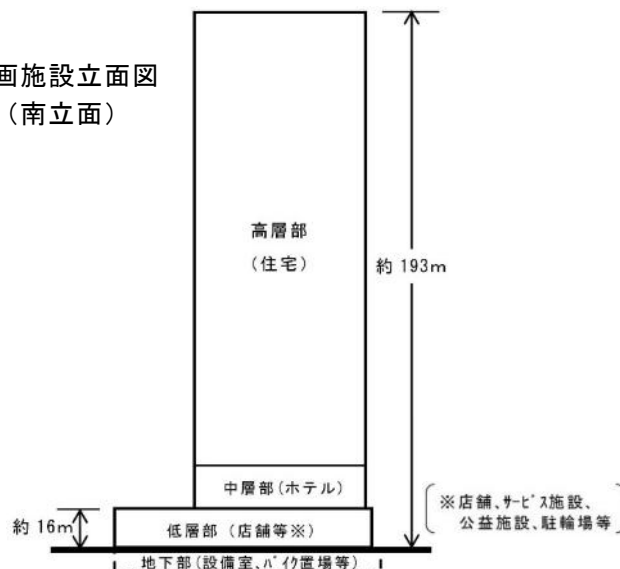 画施設立面図
（南立面）
高層部
（住宅）
約 193m
中層部（ホテル）
約 16m
低層部（店舗等※）
※店舗、ｻｰﾋﾞｽ施設、
公益施設、駐輪場等
地下部（設備室、ﾊﾞｲｸ置場等）